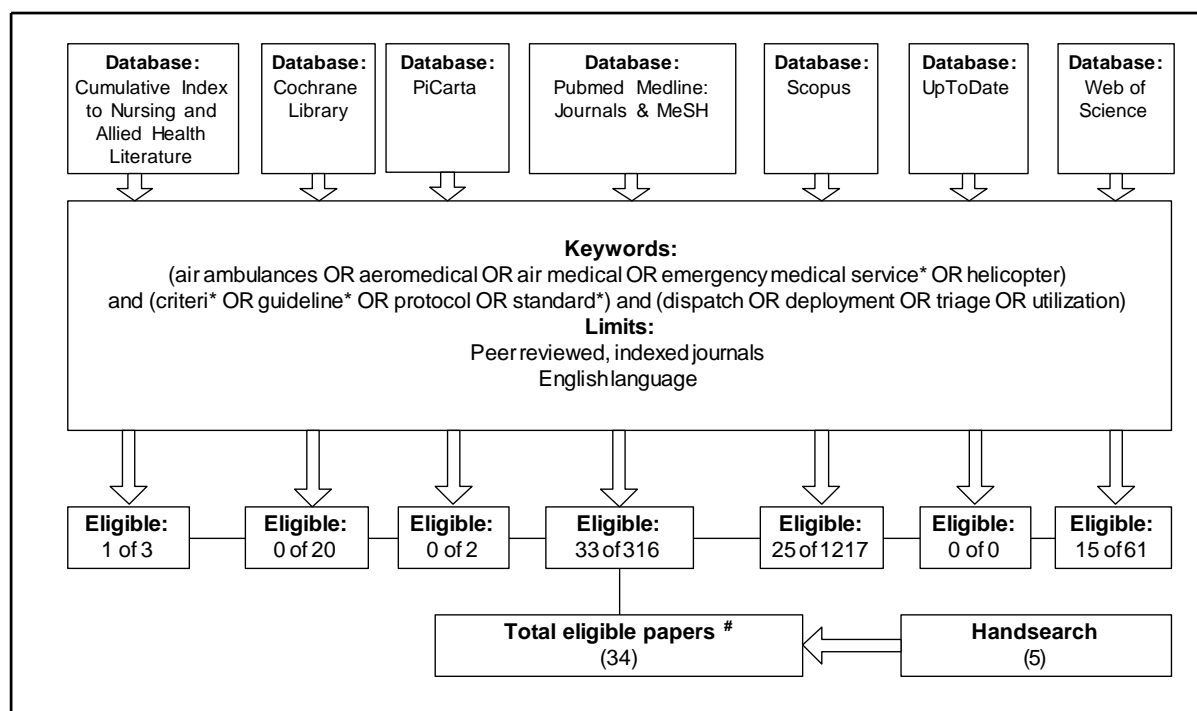 Database:
Cumulative Index
to Nursing and
Allied Health
Literature
Database:
Cochrane
Library
Database:
PiCarta
Database:
Pubmed Medline:
Journals & MeSH
Database:
Scopus
Database:
UpToDate
Database:
Web of
Science
Keywords:
(air ambulances OR aeromedical OR air medical OR emergency medical service* OR helicopter)
and (criteri* OR guideline* OR protocol OR standard*) and (dispatch OR deployment OR triage OR utilization)
Limits:
Peer reviewed, indexed journals
English language
Eligible:
1 of 3
Eligible:
0 of 20
Eligible:
0 of 2
Eligible:
33 of 316
Eligible:
25 of 1217
Eligible:
0 of 0
Eligible:
15 of 61
Total eligible papers #
(34)
Handsearch
(5)